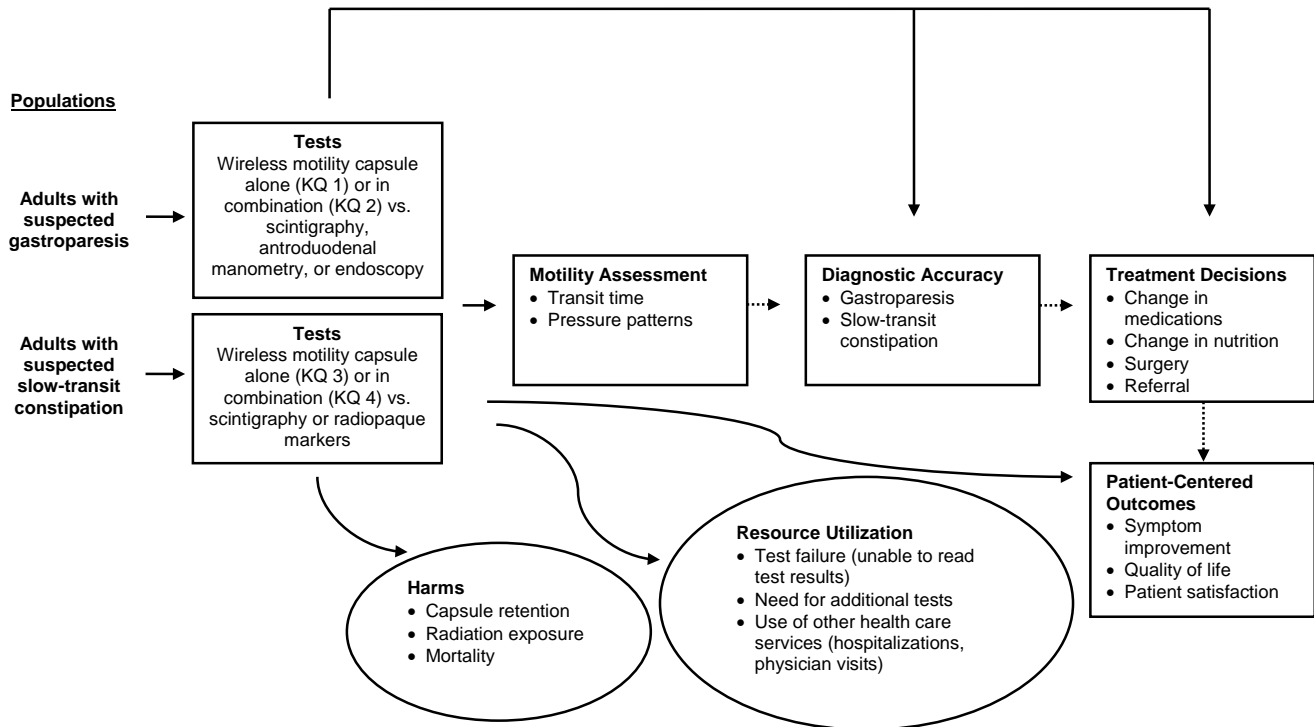 Populations
Adults with
suspected
gastroparesis
Tests
Wireless motility capsule
alone (KQ 1) or in
combination (KQ 2) vs.
scintigraphy,
antroduodenal
manometry, or endoscopy
Adults with
suspected
slow-transit
constipation
Tests
Wireless motility capsule
alone (KQ 3) or in
combination (KQ 4) vs.
scintigraphy or radiopaque
markers
Motility Assessment
• Transit time
• Pressure patterns
Diagnostic Accuracy
• Gastroparesis
• Slow-transit
constipation
Treatment Decisions
• Change in
medications
• Change in nutrition
• Surgery
• Referral
Patient-Centered
Outcomes
• Symptom
improvement
• Quality of life
• Patient satisfaction
Resource Utilization
• Test failure (unable to read
test results)
• Need for additional tests
• Use of other health care
services (hospitalizations,
physician visits)
Harms
• Capsule retention
• Radiation exposure
• Mortality